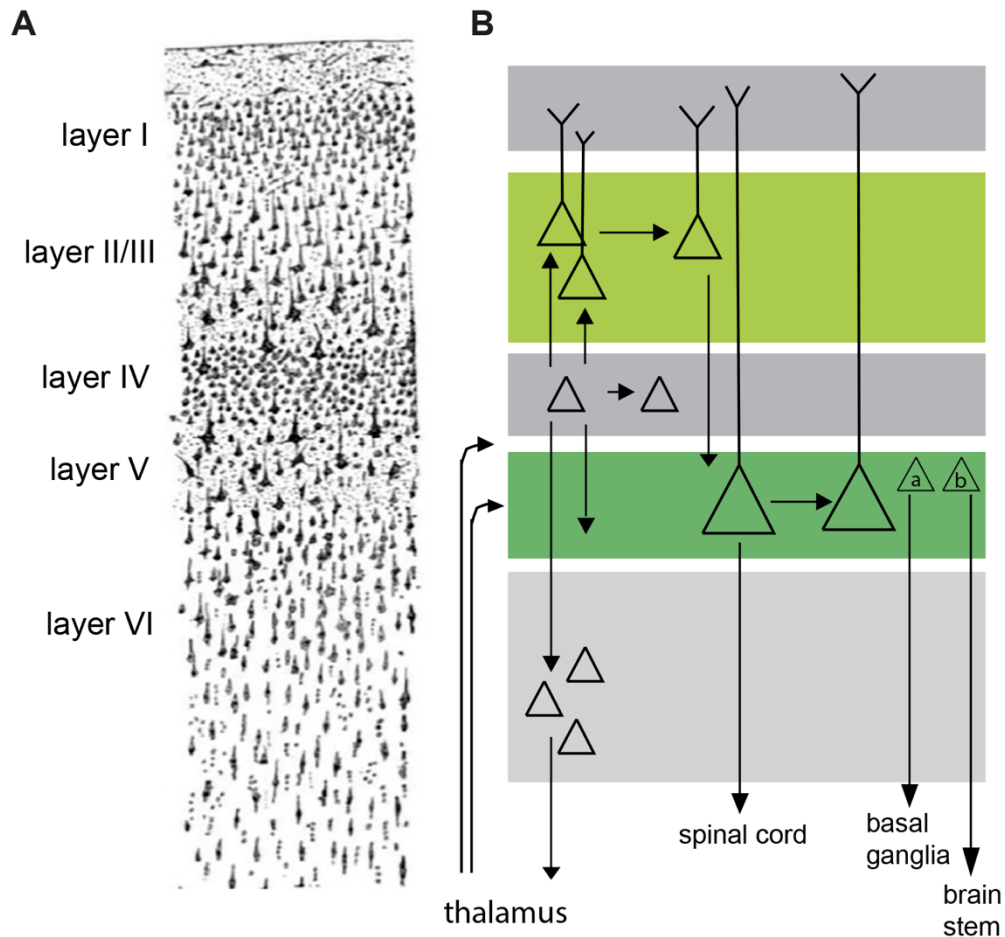 A
B
layer I
layer II/III
layer IV
layer V
layer VI
a
b
spinal cord
basal
ganglia
thalamus
brain
stem